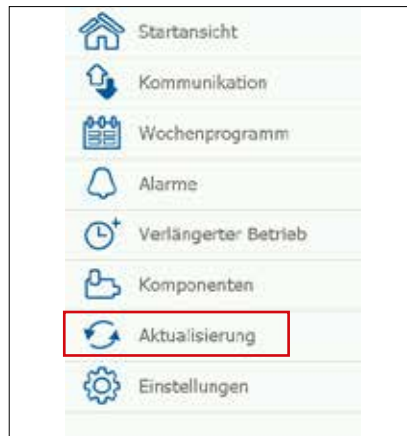 Startansicht
Kommunikation
Wochenprogramm
Alarme
Verlängerter Betrieb
Komponenten
Aktualisierung
Einstellungen